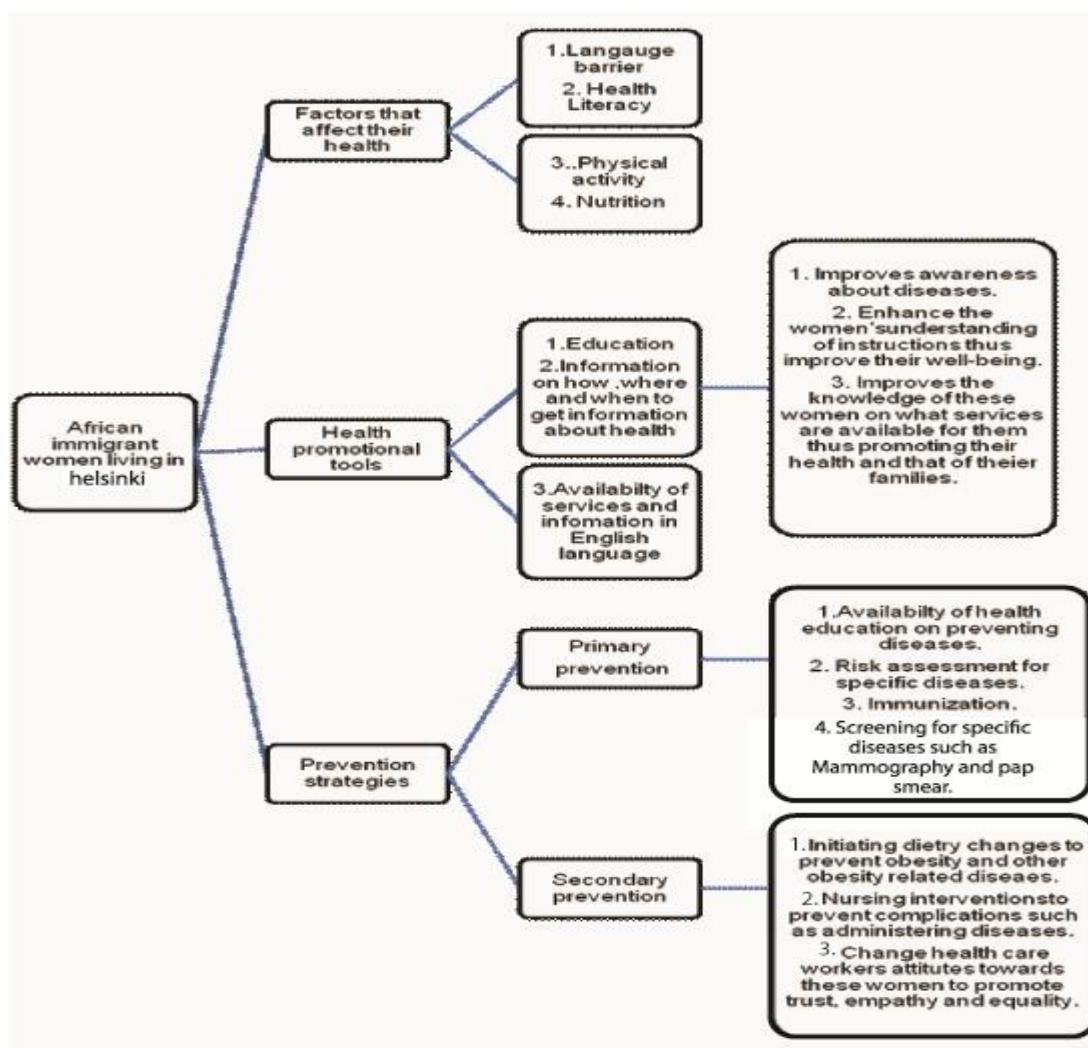 African
immigrant
women living in
helsinki
Factors that
affect their
health
1.Langauge
barrier
2. Health
Literacy
3..Physical
activity
4. Nutrition
Health
promotional
tools
1.Education
2.Information
on how ,where
and when to
get information
about health
3.Availabilty of
services and
infomation in
English
language
1. Improves awareness
about diseases.
2. Enhance the
women'sunderstanding
of instructions thus
improve their well-being.
3. Improves the
knowledge of these
women on what services
are available for them
thus promoting their
health and that of theier
families.
Prevention
strategies
Primary
prevention
1.Availabilty of health
education on preventing
diseases.
2. Risk assessment for
specific diseases.
3. Immunization.
4. Screening for specific
diseases such as
Mammography and pap
smear.
Secondary
prevention
1.Initiating dietry changes to
prevent obesity and other
obesity related diseaes.
2. Nursing interventionsto
prevent complications such
as administering diseases.
3. Change health care
workers attitutes towards
these women to promote
trust, empathy and equality.